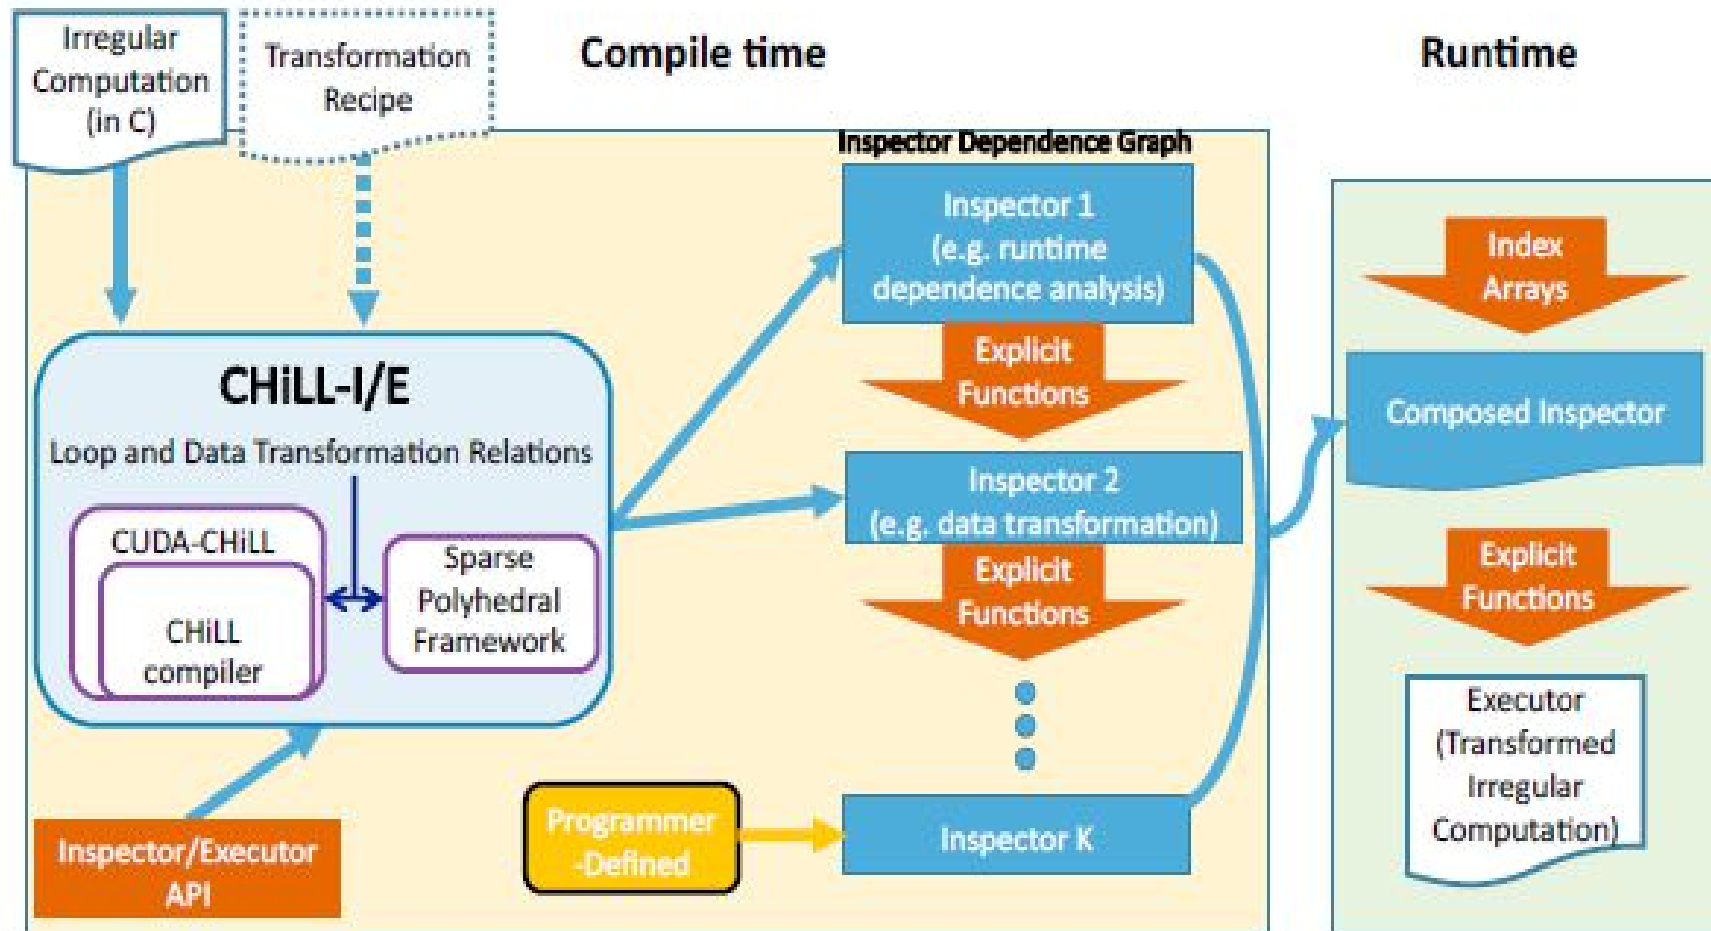 Irregular
Computation
(in C)
Transformation
Recipe
Compile time
Runtime
Inspector Dependence Graph
Inspector 1
(e.g. runtime
dependence analysis)
Explicit
Functions
Inspector 2
(e.g. data transformation)
Explicit
Functions
Inspector K
Programmer
-Defined
CHiLL-I/E
Loop and Data Transformation Relations
CUDA-CHiLL
CHiLL
compiler
Sparse
Polyhedral
Framework
Inspector/Executor
API
Index
Arrays
Composed Inspector
Explicit
Functions
Executor
(Transformed
Irregular
Computation)